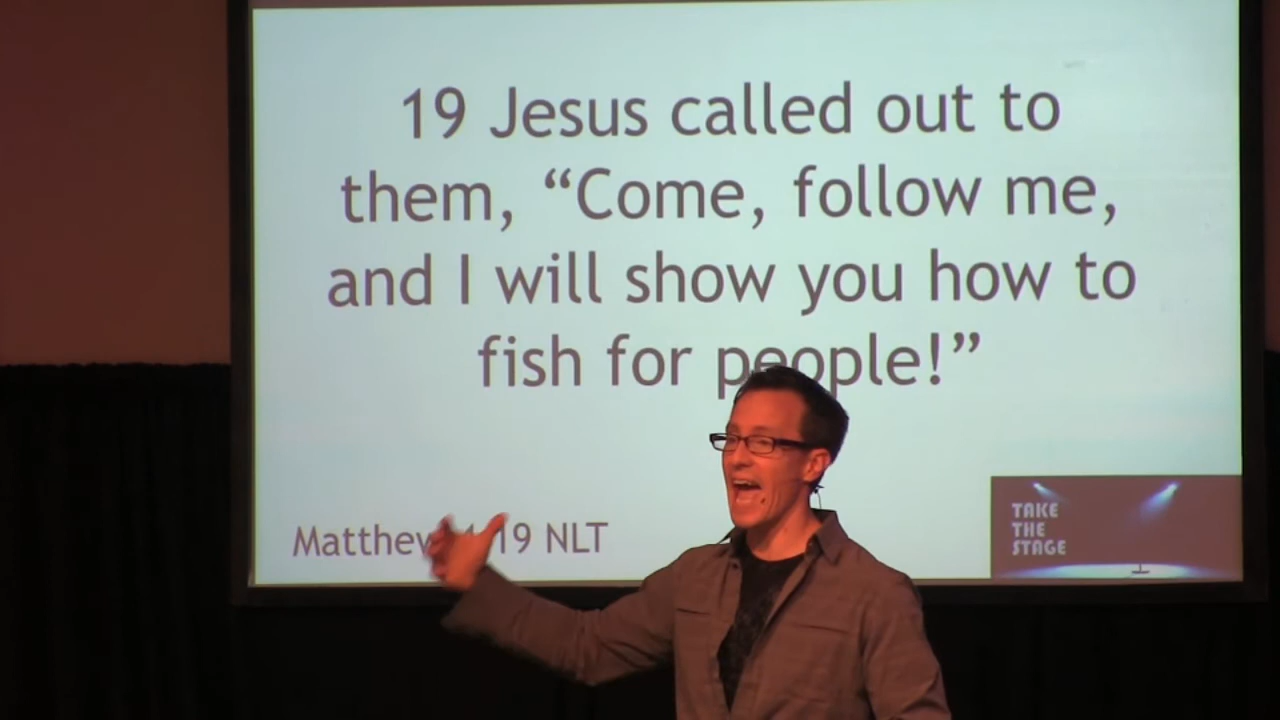 19 Jesus called out to
them, “Come, follow me,
and I will show you how to
fish for people!”
Matthew 19 NLT
TAKE
THE
STAGE